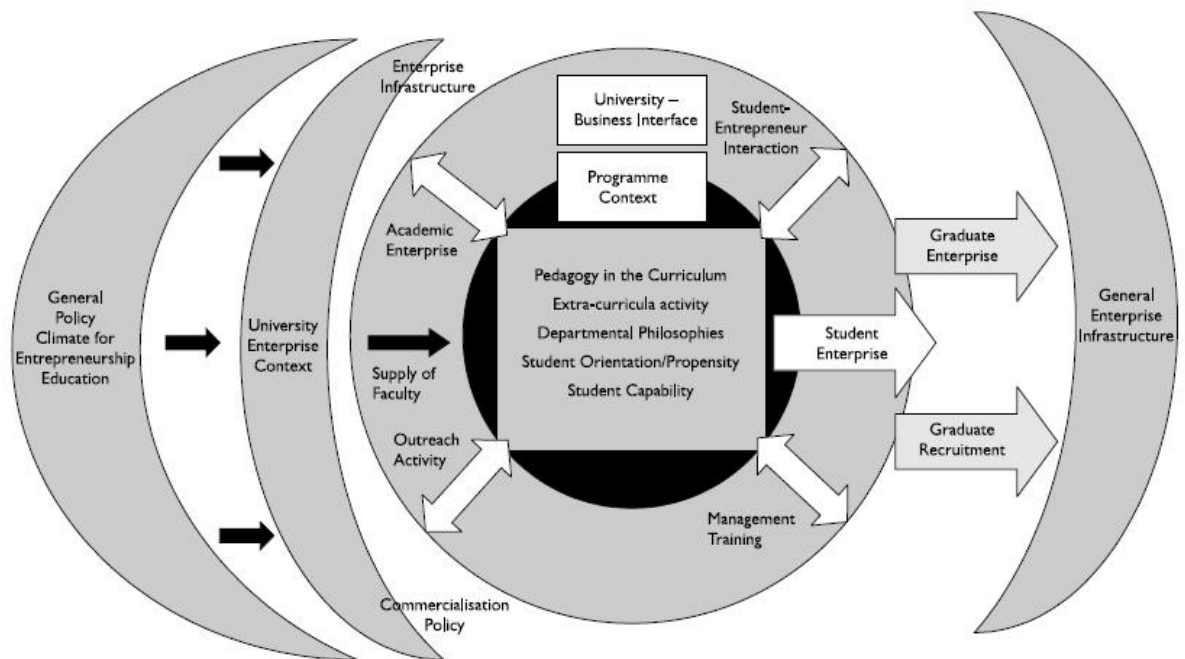 General
Policy
Climate for
Entrepreneurship
Education
University
Enterprise
Context
Enterprise
Infrastructure
Commercialisation
Policy
University –
Business Interface
Programme
Context
Student-
Entrepreneur
Interaction
Academic
Enterprise
Supply of
Faculty
Outreach
Activity
Management
Training
Pedagogy in the Curriculum
Extra-curricula activity
Departmental Philosophies
Student Orientation/Propensity
Student Capability
Graduate
Enterprise
Student
Enterprise
Graduate
Recruitment
General
Enterprise
Infrastructure